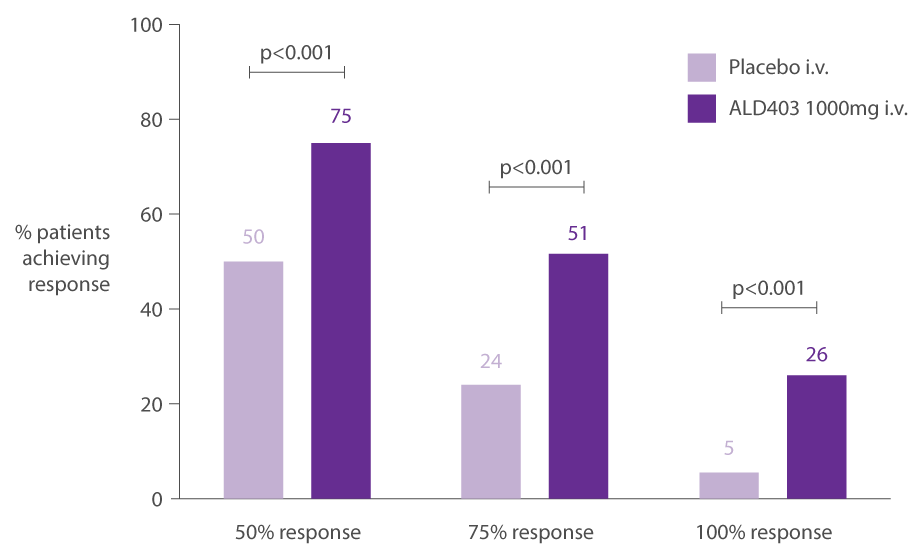 100
80
60
40
20
0
% patients
achieving
response
p<0.001
75
50
p<0.001
51
24
p<0.001
26
5
Placebo i.v.
ALD403 1000mg i.v.
50% response
75% response
100% response